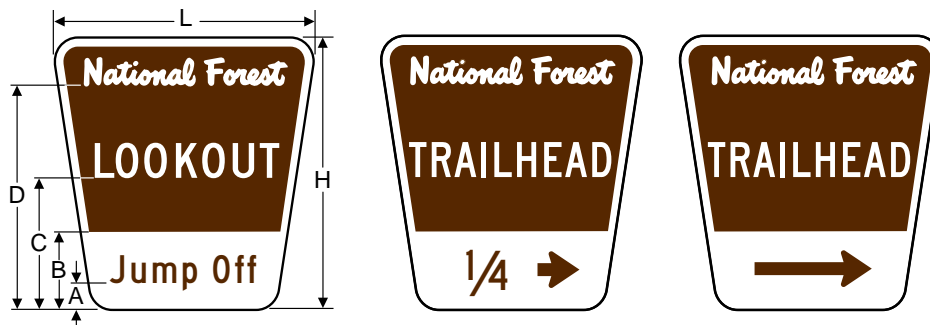 L
National Forest
LOOKOUT
Jump Off
H
D
C
B
A
National Forest
TRAILHEAD
1/4
National Forest
TRAILHEAD